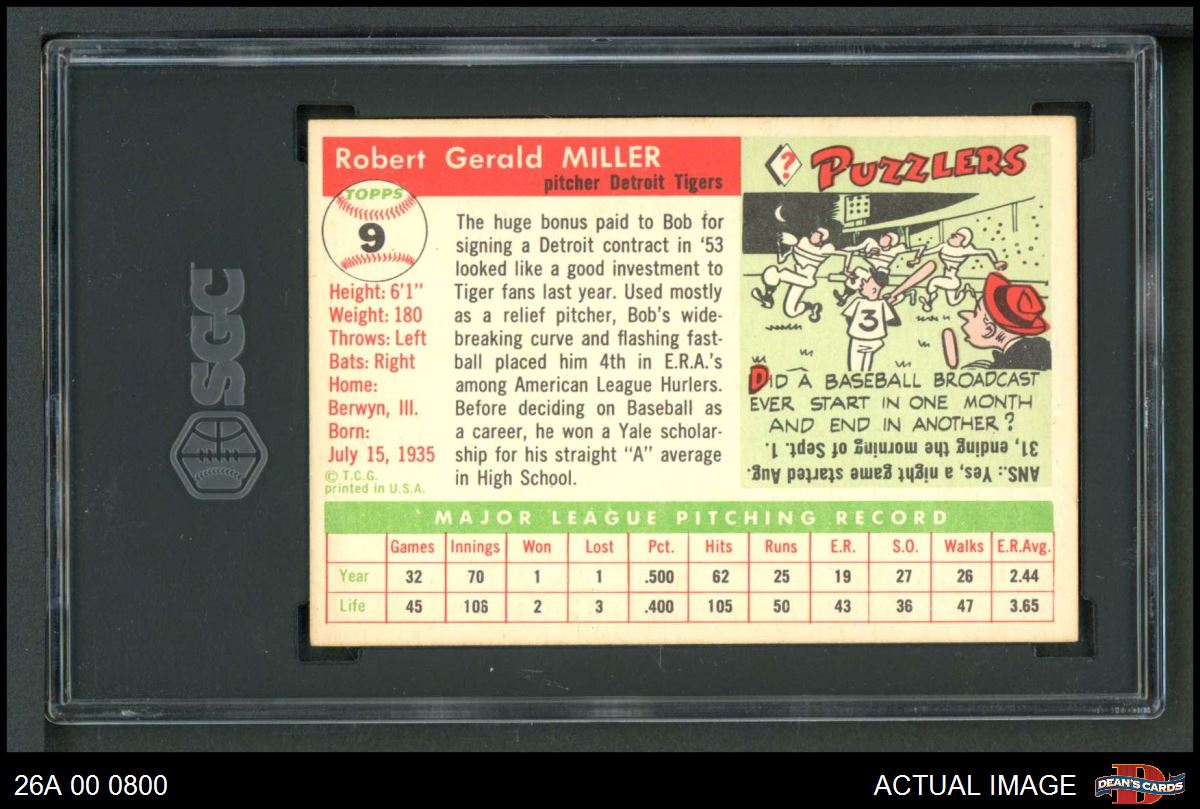 SGC
Robert Gerald MILLER
pitcher Detroit Tigers
TOPPS
9
Height: 6'1"
Weight: 180
Throws: Left
Bats: Right
Home:
Berwyn, Ill.
Born:
July 15, 1935
© T.C.G.
printed in U.S.A.
The huge bonus paid to Bob for
signing a Detroit contract in '53
looked like a good investment to
Tiger fans last year. Used mostly
as a relief pitcher, Bob's wide-
breaking curve and flashing fast-
ball placed him 4th in E.R.A.'s
among American League Hurlers.
Before deciding on Baseball as
a career, he won a Yale scholar-
ship for his straight "A" average
in High School.
? PUZZLERS
3
DID A BASEBALL BROADCAST
EVER START IN ONE MONTH
AND END IN ANOTHER?
ANS.: Yes, a night game started Aug.
31, ending the morning of Sept. 1.
MAJOR LEAGUE PITCHING RECORD
Games Innings Won Lost Pct. Hits Runs E.R. S.O. Walks E.R.Avg.
Year 32 70 1 1 .500 62 25 19 27 26 2.44
Life 45 106 2 3 .400 105 50 43 36 47 3.65
26A 00 0800
ACTUAL IMAGE
D
DEAN'S CARDS